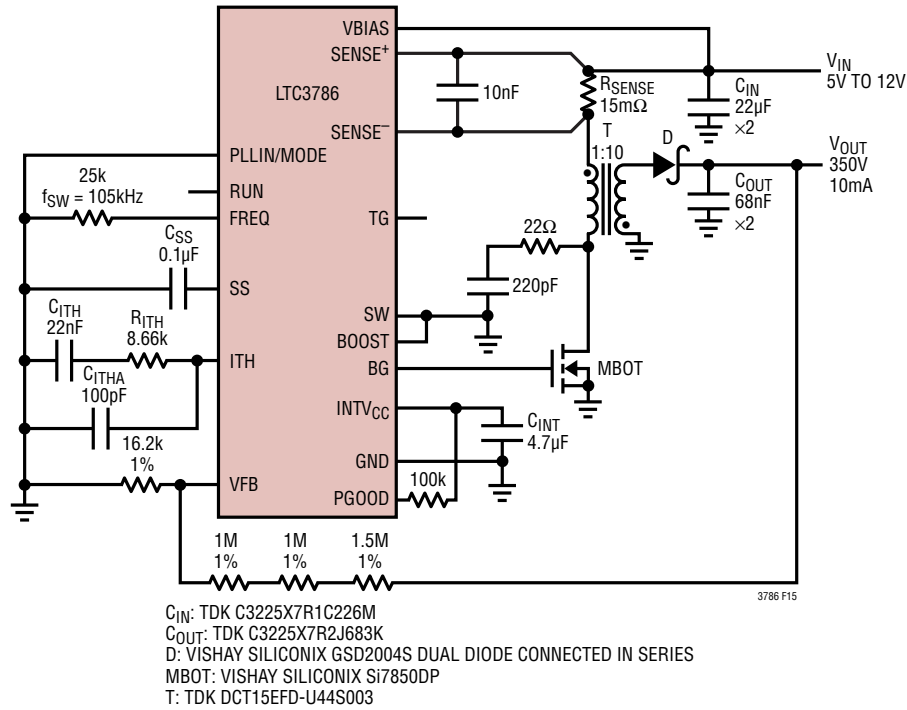 VBIAS
SENSE+
LTC3786
10nF
SENSE–
PLLIN/MODE
RUN
FREQ
TG
SS
SW
BOOST
ITH
BG
INTVCC
GND
VFB
PGOOD
25k
fSW = 105kHz
CSS
0.1µF
CITH
22nF
RITH
8.66k
CITHA
100pF
16.2k
1%
1M
1%
1M
1%
1.5M
1%
100k
CINT
4.7µF
MBOT
220pF
22Ω
RSENSE
15mΩ
T
1:10
D
CIN
22µF
×2
VIN
5V TO 12V
COUT
68nF
×2
VOUT
350V
10mA
3786 F15
CIN: TDK C3225X7R1C226M
COUT: TDK C3225X7R2J683K
D: VISHAY SILICONIX GSD2004S DUAL DIODE CONNECTED IN SERIES
MBOT: VISHAY SILICONIX Si7850DP
T: TDK DCT15EFD-U44S003